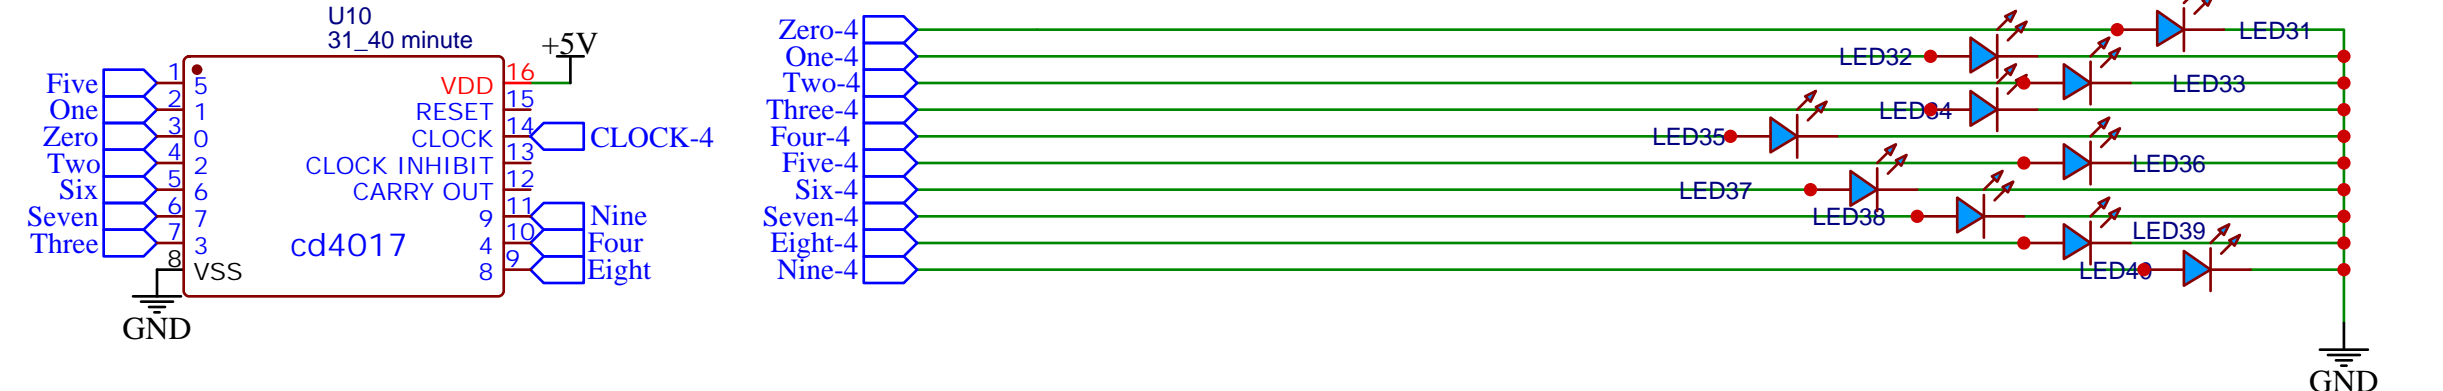 U10
31_40 minute
+5V
Five 1 5 VDD 16
One 2 1 RESET 15
Zero 3 0 CLOCK 14 CLOCK-4
Two 4 2 CLOCK INHIBIT 13
Six 5 6 CARRY OUT 12
Seven 6 7 9 11 Nine
Three 7 3 cd4017 4 10 Four
8 VSS 8 9 Eight
GND
Zero-4 LED31
One-4 LED32
Two-4 LED33
Three-4 LED34
Four-4 LED35
Five-4 LED36
Six-4 LED37
Seven-4 LED38
Eight-4 LED39
Nine-4 LED40
GND